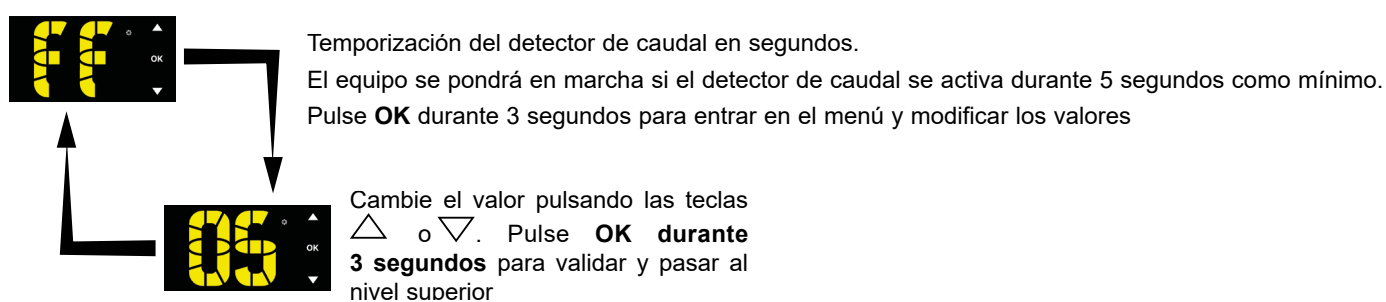 FF
OK
Temporización del detector de caudal en segundos.
El equipo se pondrá en marcha si el detector de caudal se activa durante 5 segundos como mínimo.
Pulse OK durante 3 segundos para entrar en el menú y modificar los valores
05
OK
Cambie el valor pulsando las teclas
△ o ▽. Pulse OK durante
3 segundos para validar y pasar al
nivel superior